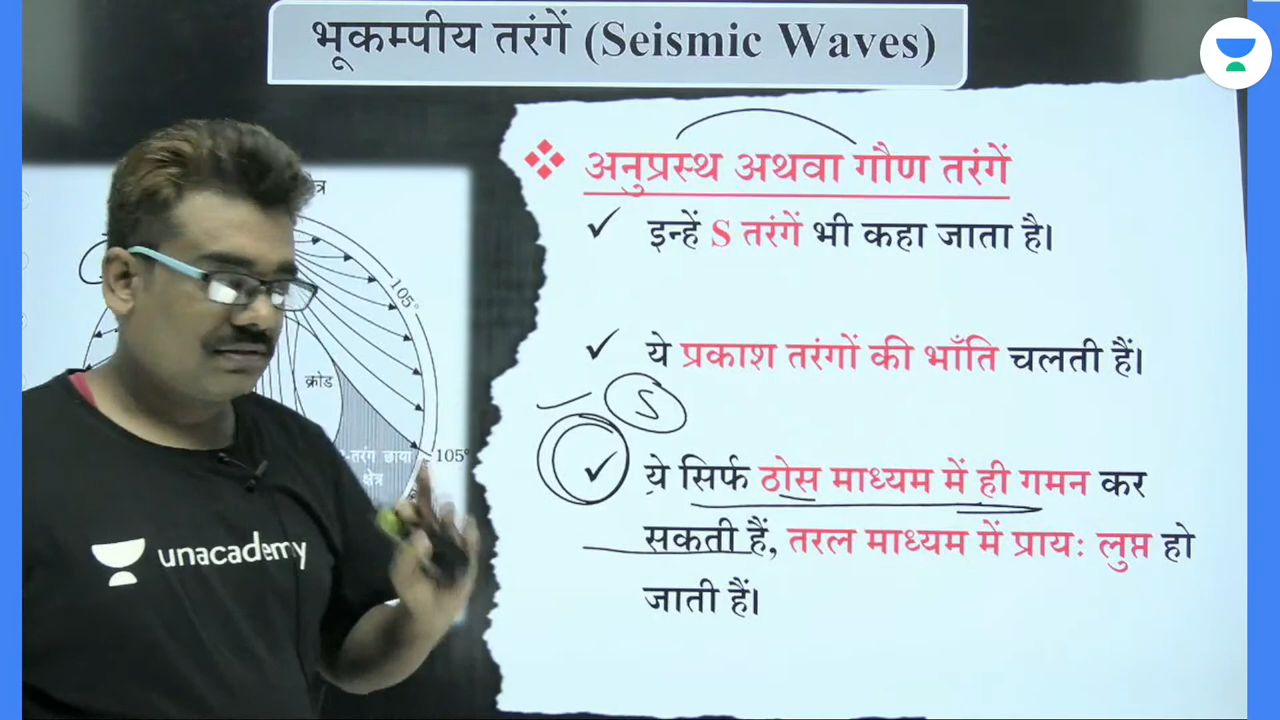 भूकम्पीय तरंगें (Seismic Waves)
अनुप्रस्थ अथवा गौण तरंगें
इन्हें S तरंगें भी कहा जाता है।
ये प्रकाश तरंगों की भाँति चलती हैं।
S
ये सिर्फ ठोस माध्यम में ही गमन कर
सकती हैं, तरल माध्यम में प्रायः लुप्त हो
जाती हैं।
105°
क्रोड
105°
तरंग छाया
क्षेत्र
unacademy